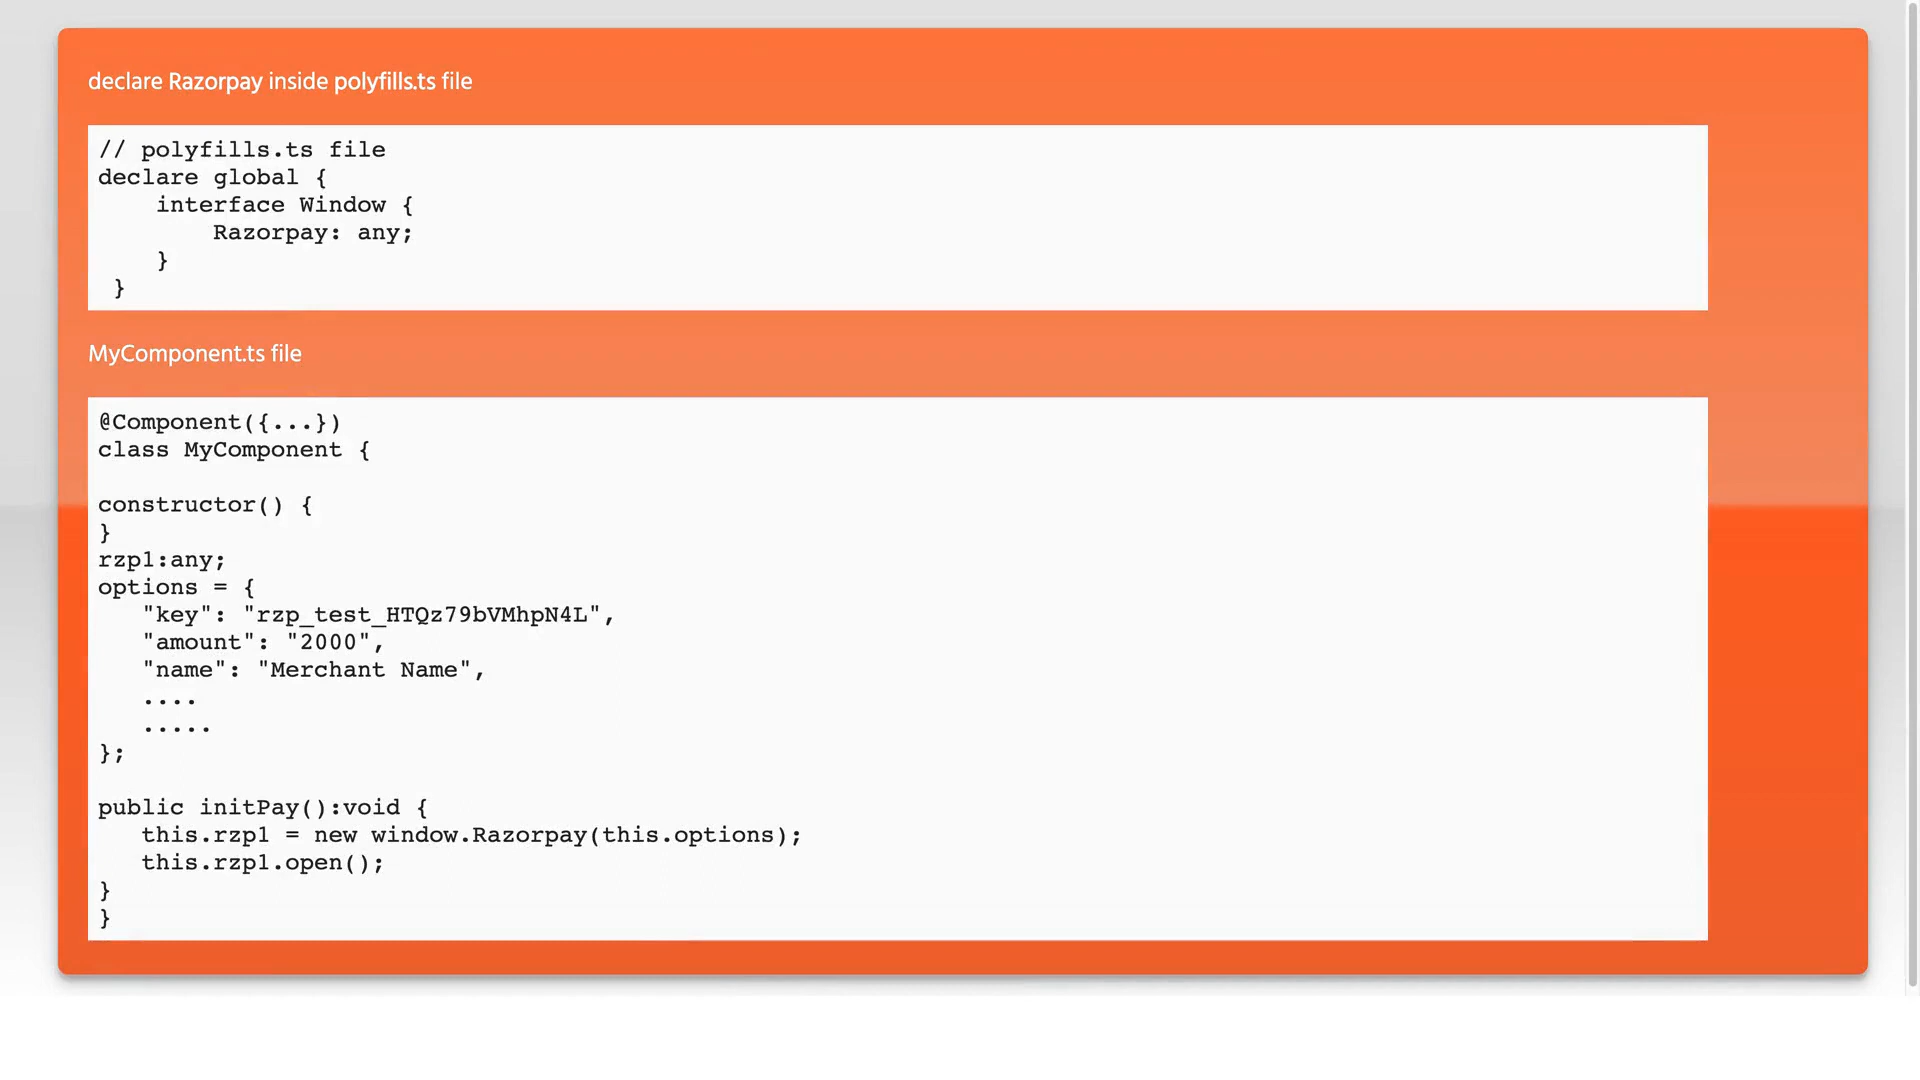 declare Razorpay inside polyfills.ts file
// polyfills.ts file
declare global {
    interface Window {
        Razorpay: any;
    }
 }
MyComponent.ts file
@Component({...})
class MyComponent {
constructor() {
}
rzp1:any;
options = {
   "key": "rzp_test_HTQz79bVMhpN4L",
   "amount": "2000",
   "name": "Merchant Name",
   ....
   .....
};
public initPay():void {
   this.rzp1 = new window.Razorpay(this.options);
   this.rzp1.open();
}
}